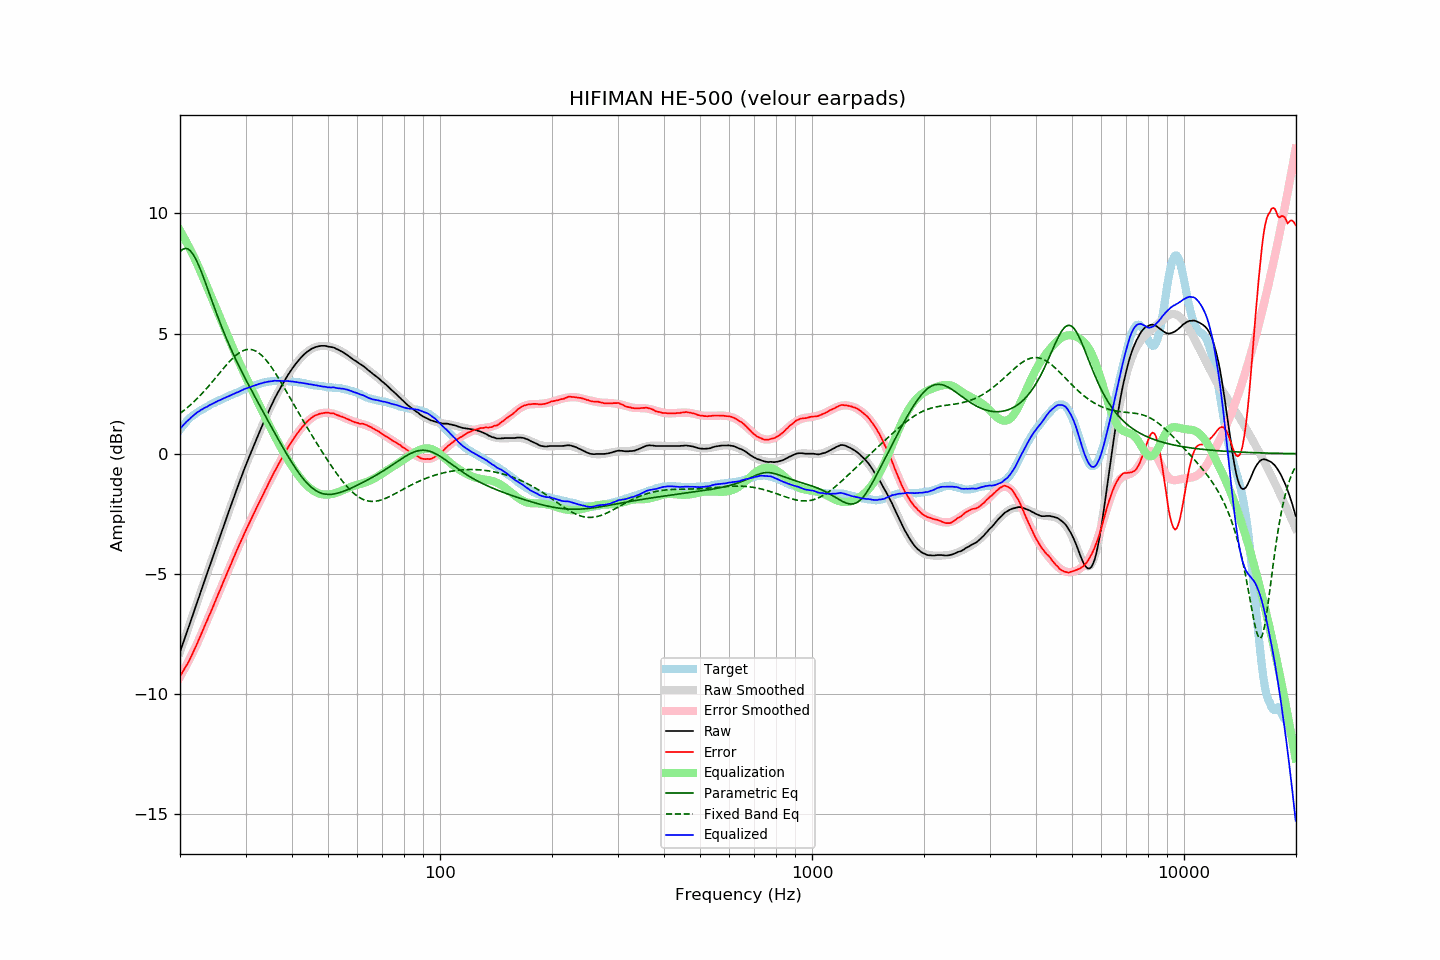 HIFIMAN HE-500 (velour earpads)
Amplitude (dBr)
10
5
0
−5
−10
−15
Target
Raw Smoothed
Error Smoothed
Raw
Error
Equalization
Parametric Eq
Fixed Band Eq
Equalized
100
1000
10000
Frequency (Hz)